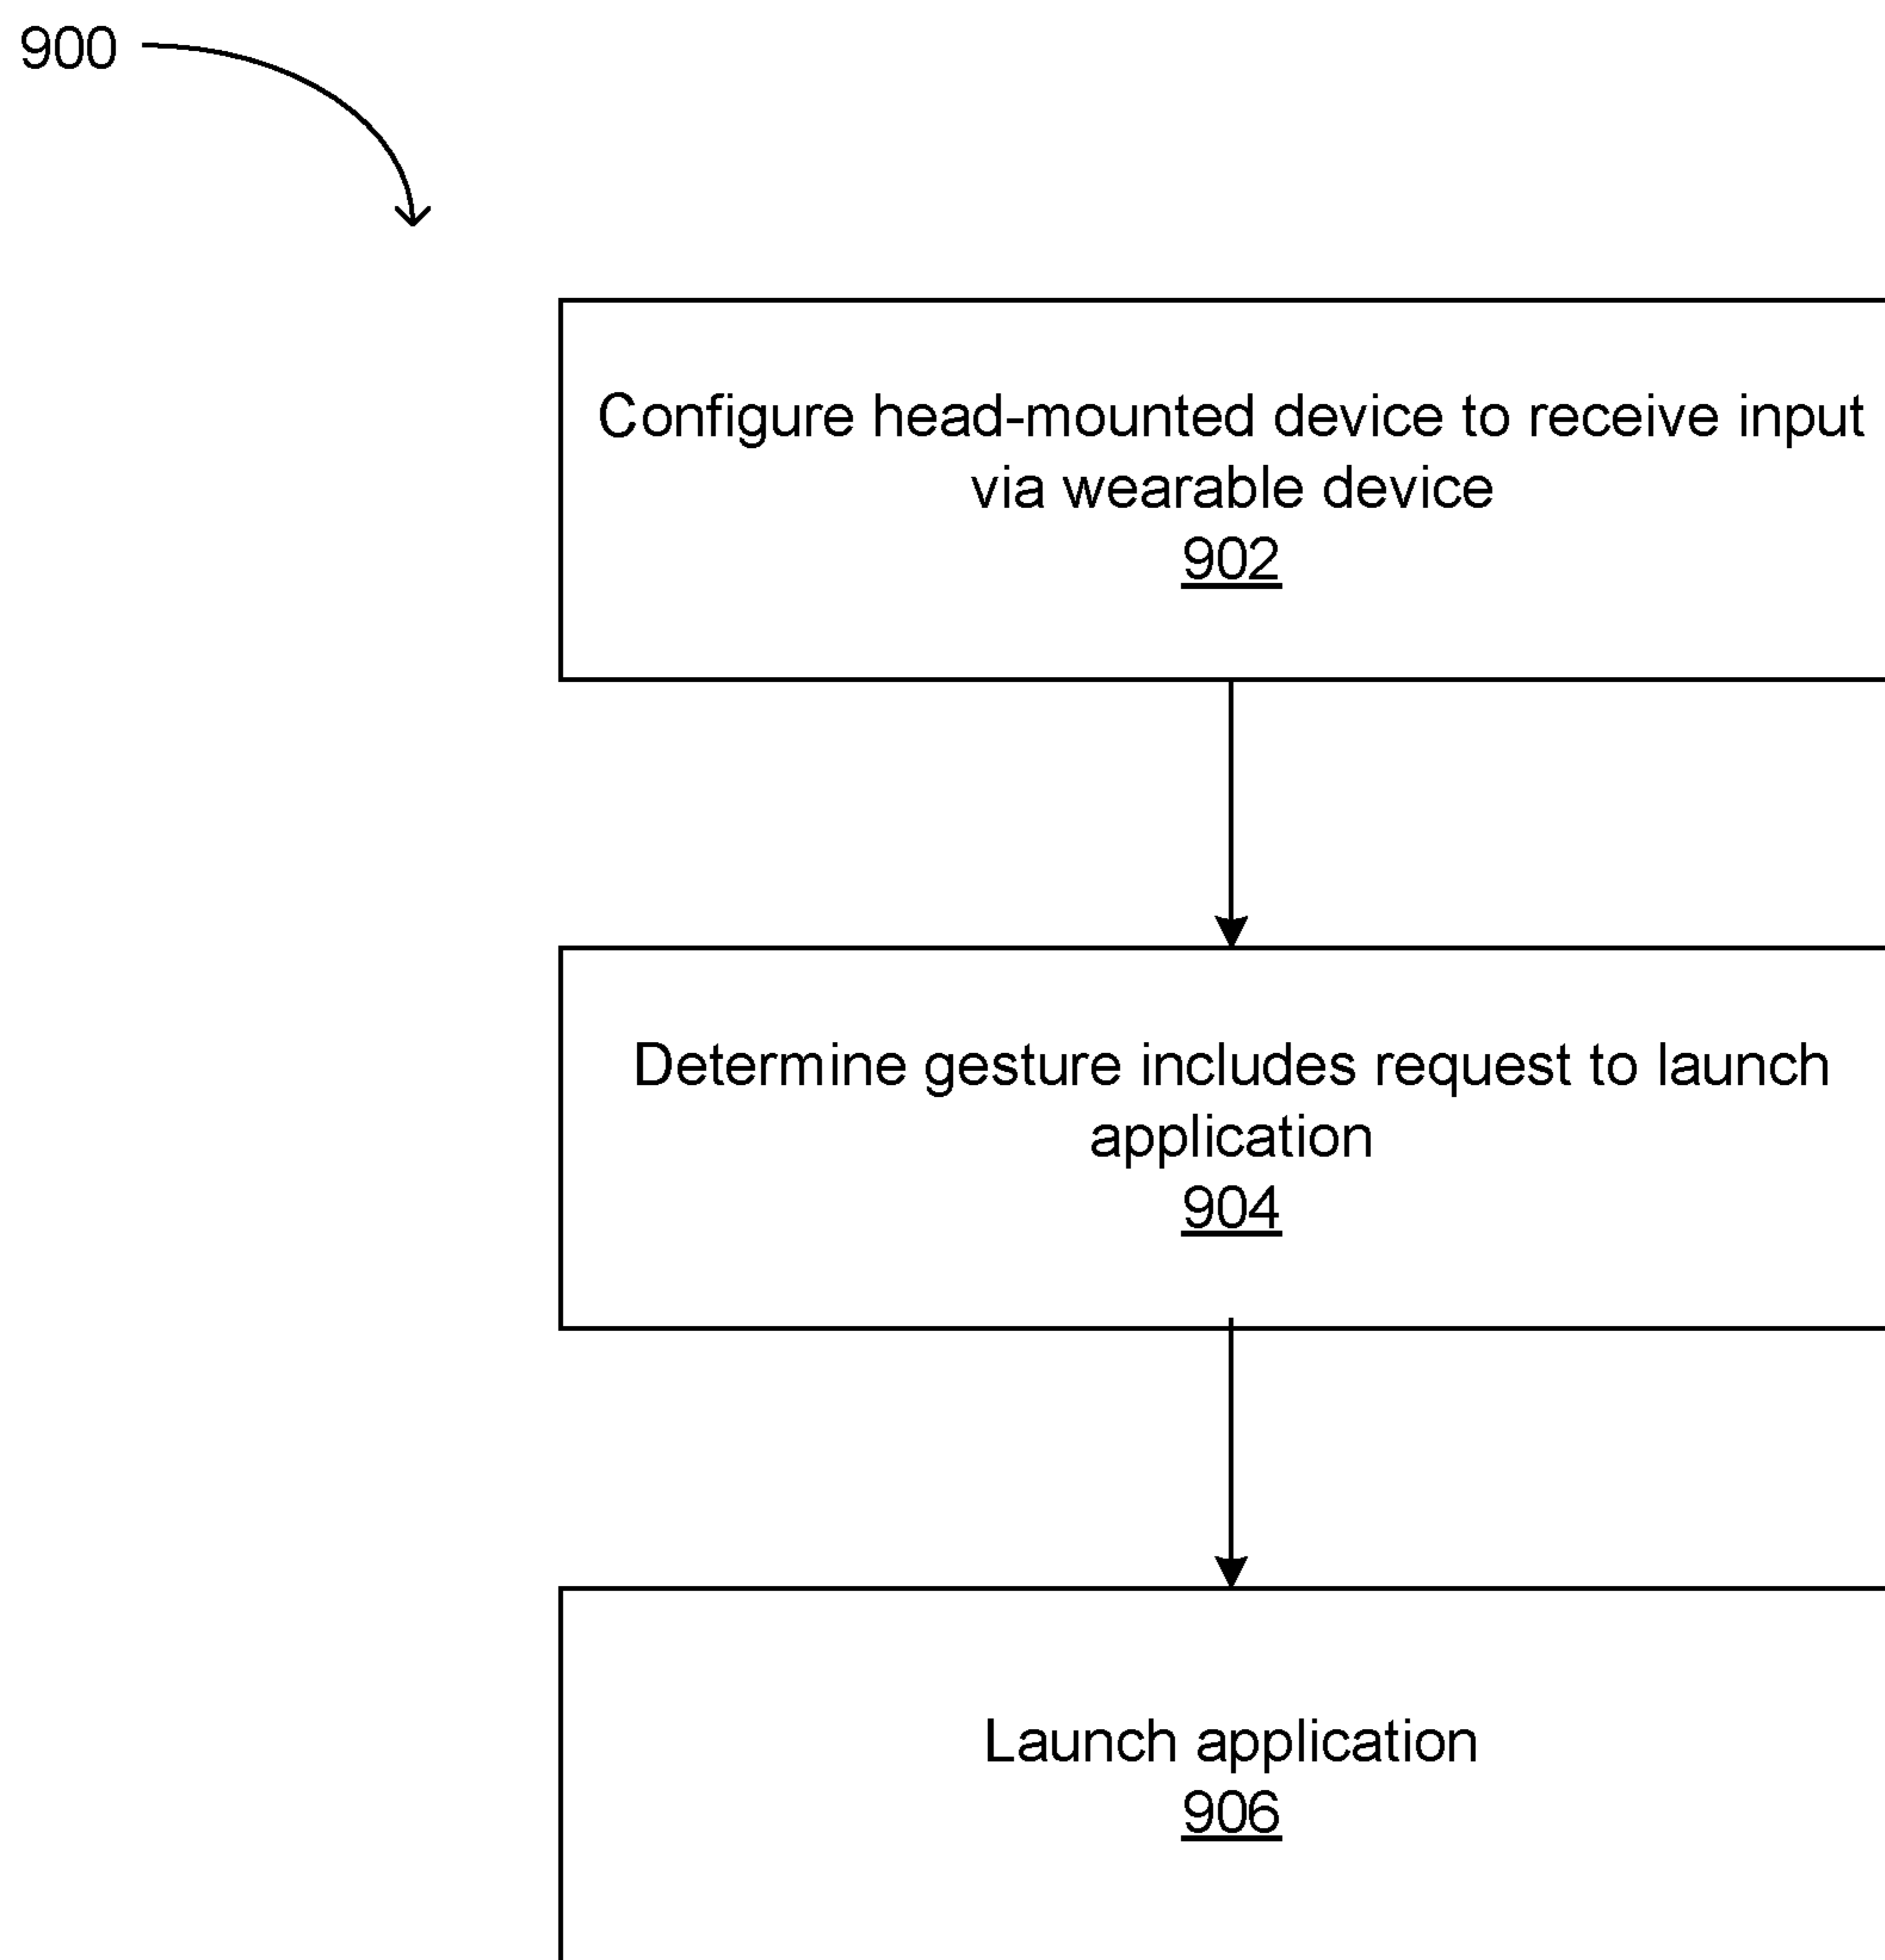 900
Configure head-mounted device to receive input
via wearable device
902
Determine gesture includes request to launch
application
904
Launch application
906